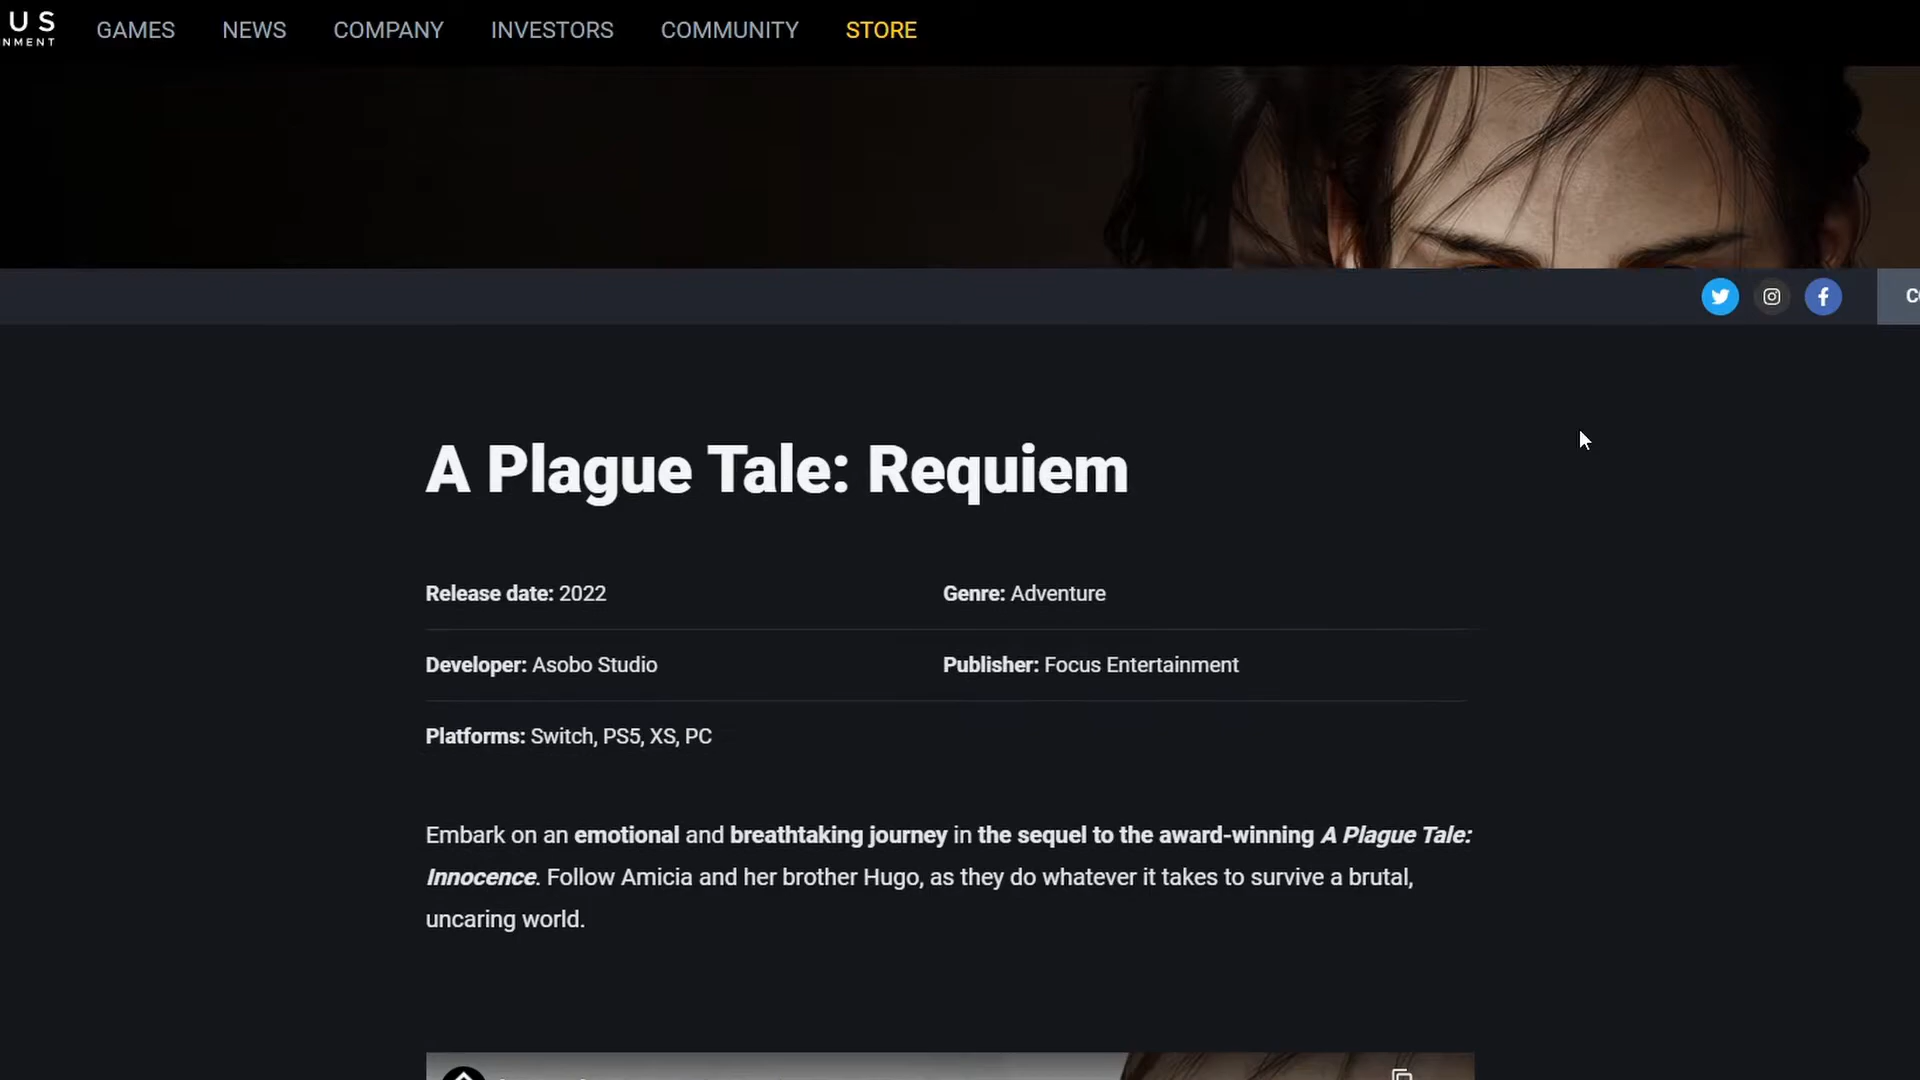 US
NMENT
GAMES NEWS COMPANY INVESTORS COMMUNITY STORE
A Plague Tale: Requiem
Release date: 2022 Genre: Adventure
Developer: Asobo Studio Publisher: Focus Entertainment
Platforms: Switch, PS5, XS, PC
Embark on an emotional and breathtaking journey in the sequel to the award-winning A Plague Tale:
Innocence. Follow Amicia and her brother Hugo, as they do whatever it takes to survive a brutal,
uncaring world.